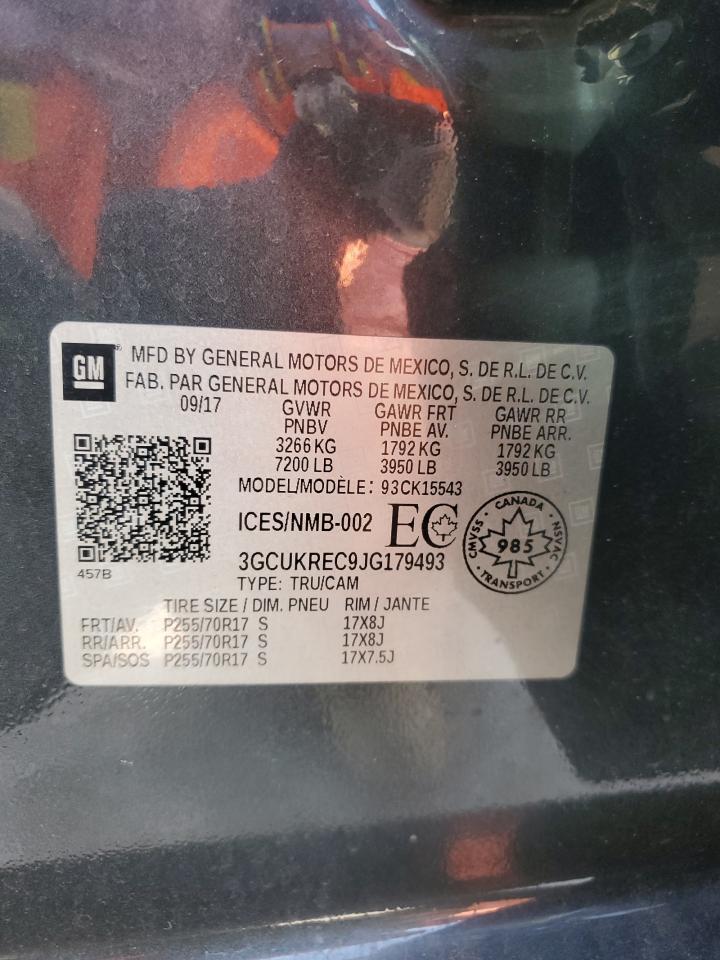 GM
MFD BY GENERAL MOTORS DE MEXICO, S. DE R.L. DE C.V.
FAB. PAR GENERAL MOTORS DE MEXICO, S. DE R.L. DE C.V.
09/17 GVWR GAWR FRT GAWR RR
PNBV PNBE AV. PNBE ARR.
3266 KG 1792 KG 1792 KG
7200 LB 3950 LB 3950 LB
MODEL/MODÈLE: 93CK15543
ICES/NMB-002 EC
CANADA
CMVSS 985 NSVAC
TRANSPORT
3GCUKREC9JG179493
457B
TYPE: TRU/CAM
TIRE SIZE / DIM. PNEU RIM / JANTE
FRT/AV. P255/70R17 S 17X8J
RR/ARR. P255/70R17 S 17X8J
SPA/SOS P255/70R17 S 17X7.5J